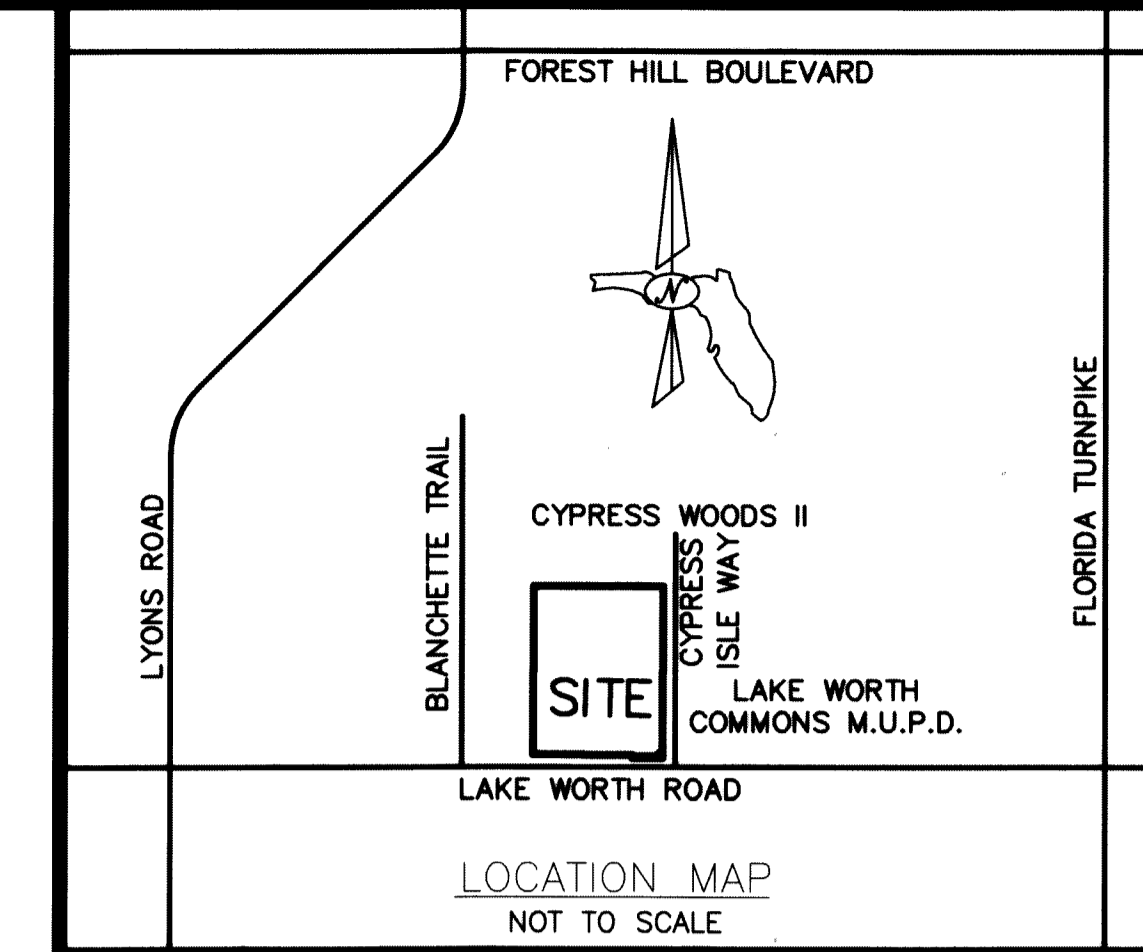 FOREST HILL BOULEVARD
N
LYONS ROAD
BLANCHETTE TRAIL
CYPRESS WOODS II
CYPRESS
ISLE WAY
FLORIDA TURNPIKE
SITE
LAKE WORTH
COMMONS M.U.P.D.
LAKE WORTH ROAD
LOCATION MAP
NOT TO SCALE